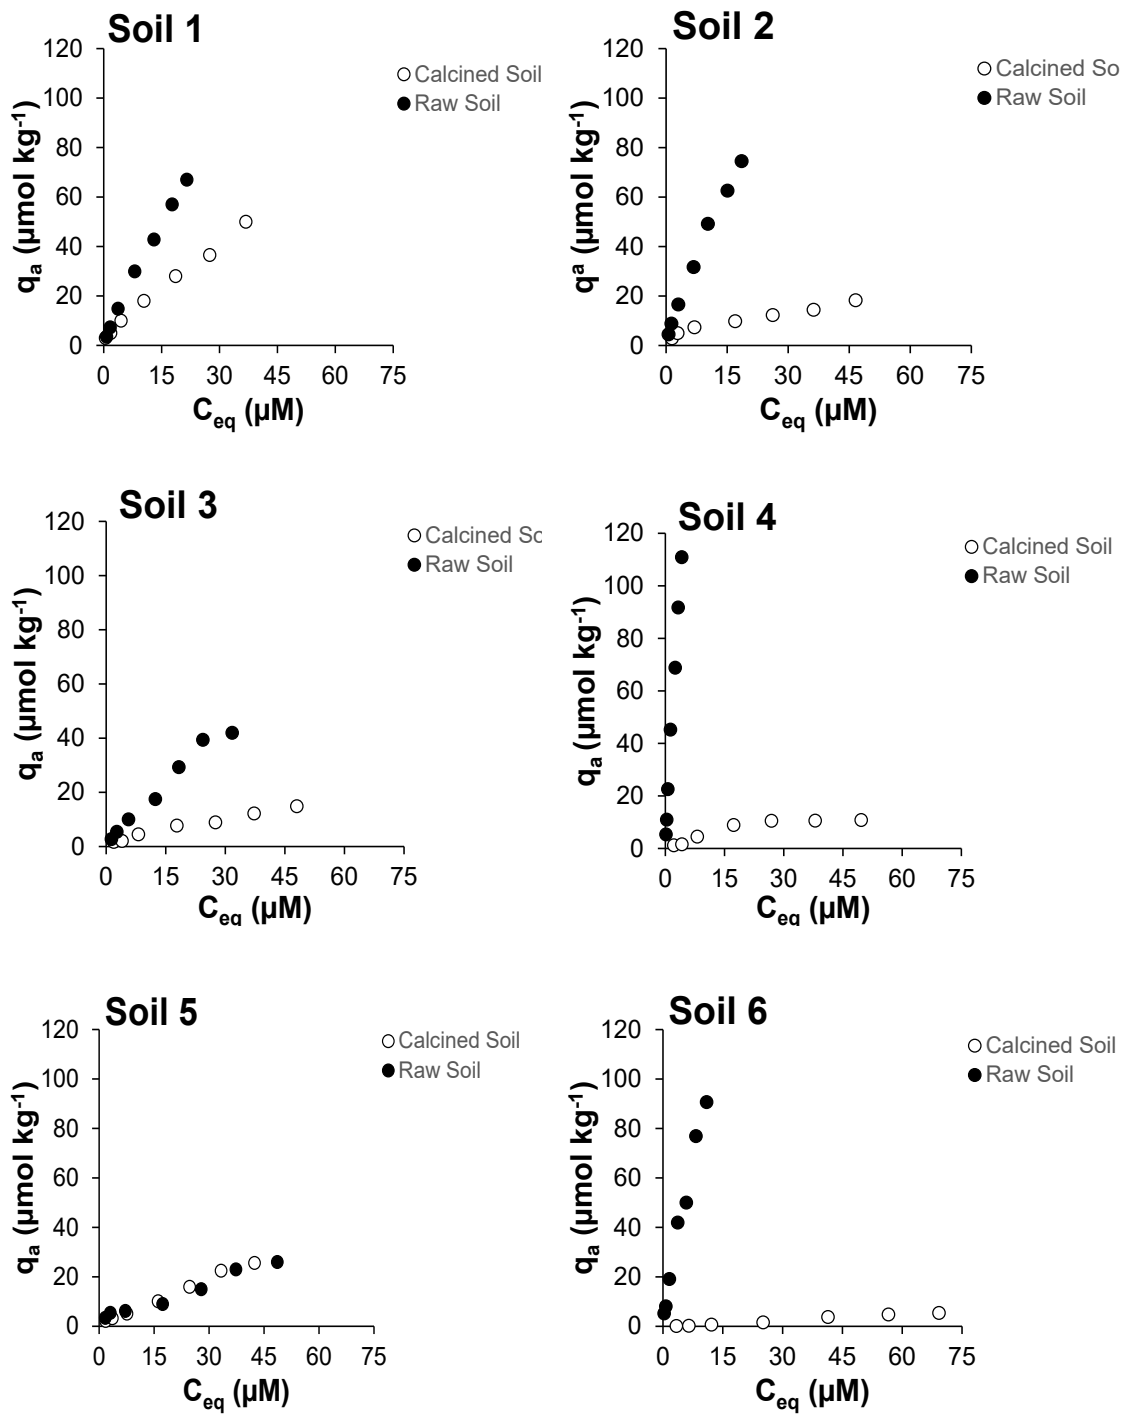 Soil 1
120
100
80
60
40
20
0
qa (µmol kg-1)
Calcined Soil
Raw Soil
0 15 30 45 60 75
Ceq (µM)
Soil 2
120
100
80
60
40
20
0
qa (µmol kg-1)
Calcined So
Raw Soil
0 15 30 45 60 75
Ceq (µM)
Soil 3
120
100
80
60
40
20
0
qa (µmol kg-1)
Calcined Sc
Raw Soil
0 15 30 45 60 75
Ceq (µM)
Soil 4
120
100
80
60
40
20
0
qa (µmol kg-1)
Calcined Soil
Raw Soil
0 15 30 45 60 75
Ceq (µM)
Soil 5
120
100
80
60
40
20
0
qa (µmol kg-1)
Calcined Soil
Raw Soil
0 15 30 45 60 75
Ceq (µM)
Soil 6
120
100
80
60
40
20
0
qa (µmol kg-1)
Calcined Soil
Raw Soil
0 15 30 45 60 75
Ceq (µM)